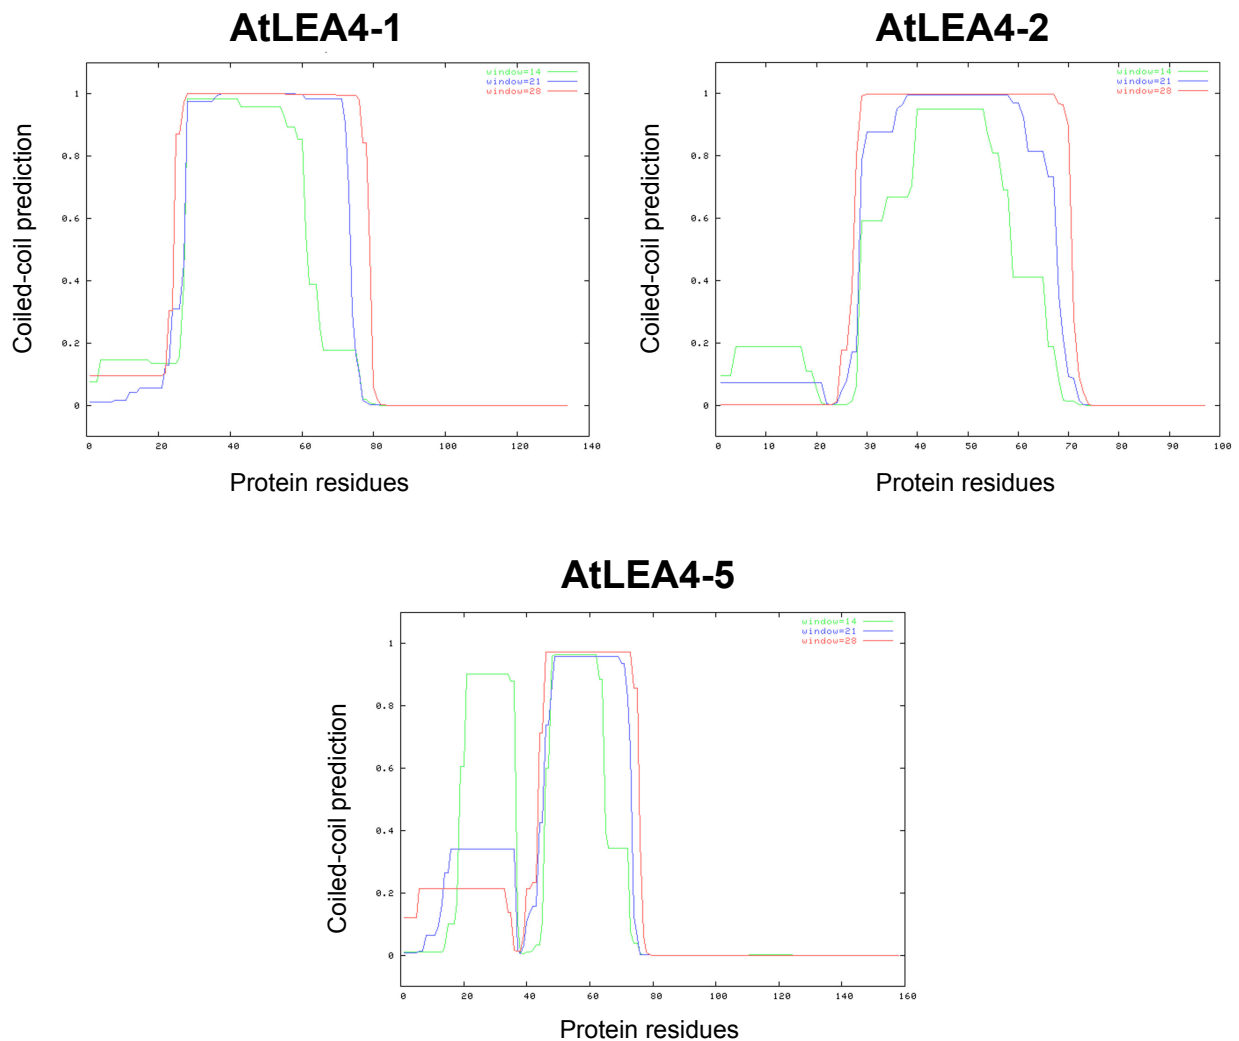 AtLEA4-1
window=14
window=21
window=28
1
0.8
0.6
0.4
0.2
0
0 20 40 60 80 100 120 140
Coiled-coil prediction
Protein residues
AtLEA4-2
window=14
window=21
window=28
1
0.8
0.6
0.4
0.2
0
0 10 20 30 40 50 60 70 80 90 100
Coiled-coil prediction
Protein residues
AtLEA4-5
window=14
window=21
window=28
1
0.8
0.6
0.4
0.2
0
0 20 40 60 80 100 120 140 160
Coiled-coil prediction
Protein residues